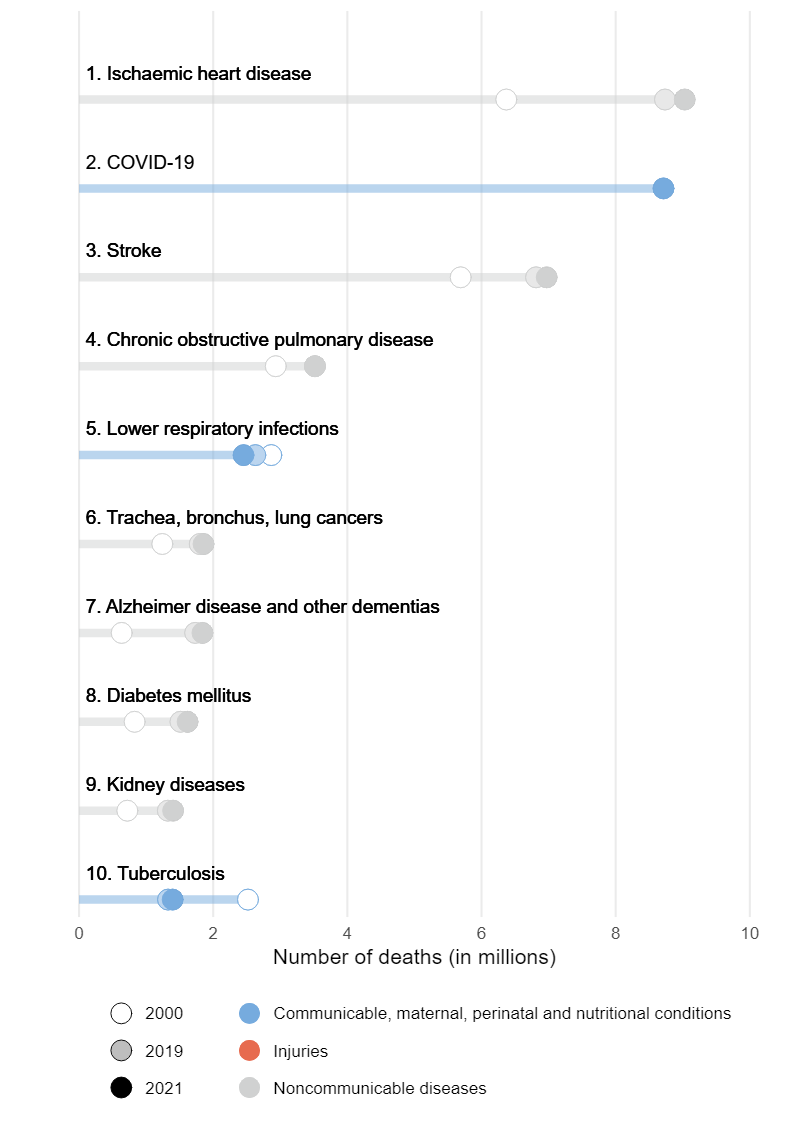 1. Ischaemic heart disease
2. COVID-19
3. Stroke
4. Chronic obstructive pulmonary disease
5. Lower respiratory infections
6. Trachea, bronchus, lung cancers
7. Alzheimer disease and other dementias
8. Diabetes mellitus
9. Kidney diseases
10. Tuberculosis
0 2 4 6 8 10
Number of deaths (in millions)
2000 Communicable, maternal, perinatal and nutritional conditions
2019 Injuries
2021 Noncommunicable diseases